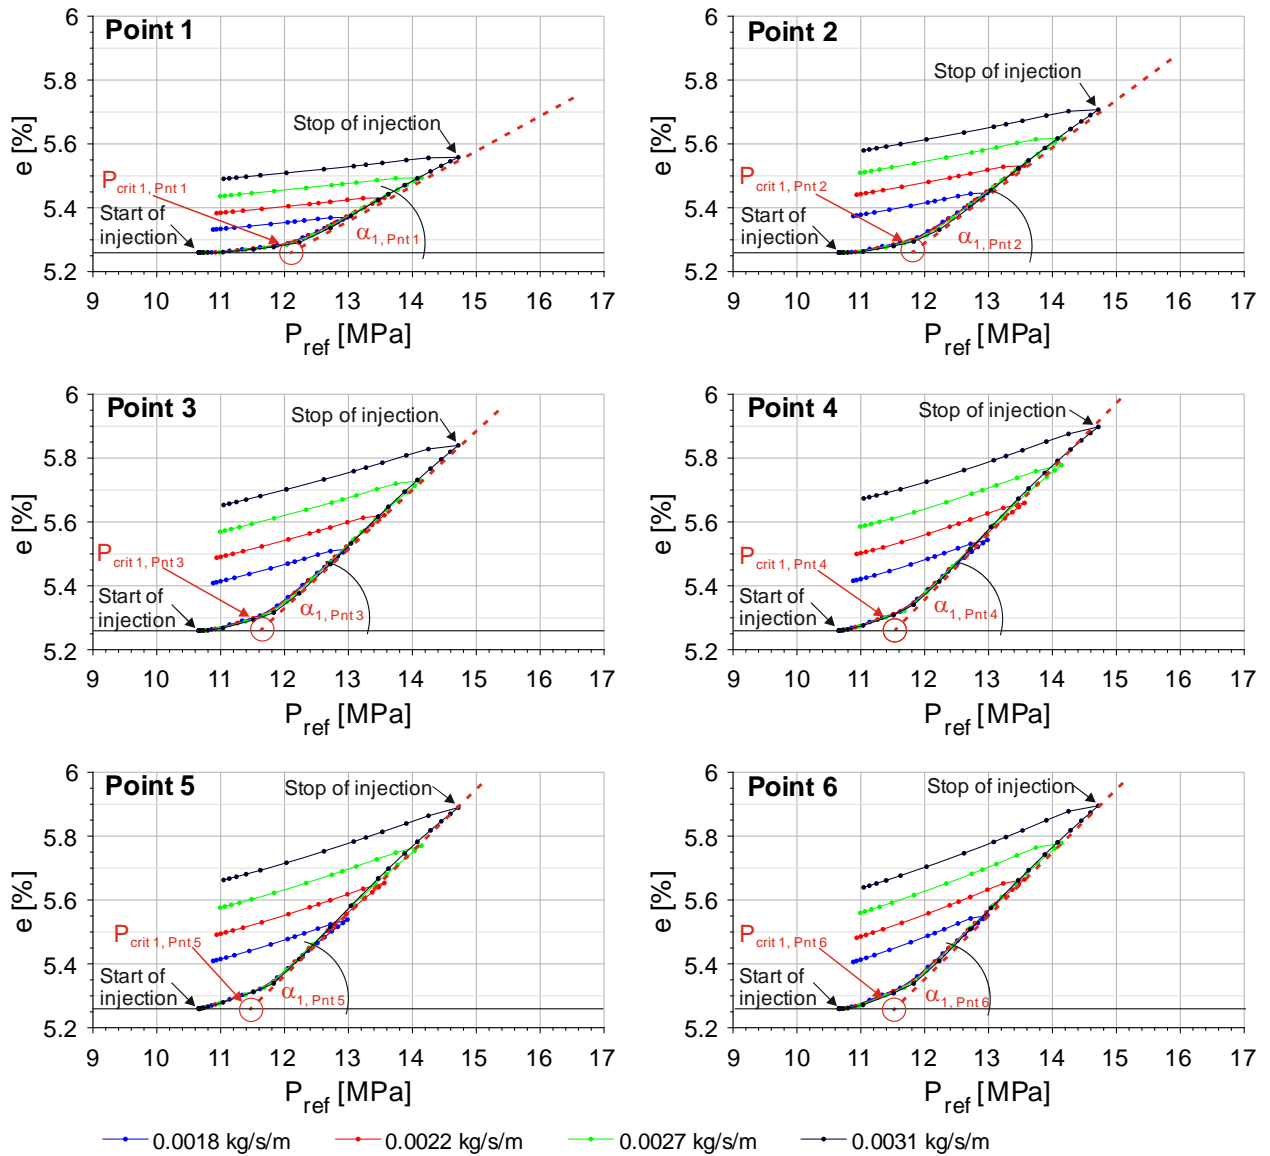 Point 1
6
5.8
5.6
5.4
5.2
e [%]
Stop of injection
P crit 1, Pnt 1
Start of
injection
α 1, Pnt 1
9 10 11 12 13 14 15 16 17
P ref [MPa]
Point 2
6
5.8
5.6
5.4
5.2
e [%]
Stop of injection
P crit 1, Pnt 2
Start of
injection
α 1, Pnt 2
9 10 11 12 13 14 15 16 17
P ref [MPa]
Point 3
6
5.8
5.6
5.4
5.2
e [%]
Stop of injection
P crit 1, Pnt 3
Start of
injection
α 1, Pnt 3
9 10 11 12 13 14 15 16 17
P ref [MPa]
Point 4
6
5.8
5.6
5.4
5.2
e [%]
Stop of injection
P crit 1, Pnt 4
Start of
injection
α 1, Pnt 4
9 10 11 12 13 14 15 16 17
P ref [MPa]
Point 5
6
5.8
5.6
5.4
5.2
e [%]
Stop of injection
P crit 1, Pnt 5
Start of
injection
α 1, Pnt 5
9 10 11 12 13 14 15 16 17
P ref [MPa]
Point 6
6
5.8
5.6
5.4
5.2
e [%]
Stop of injection
P crit 1, Pnt 6
Start of
injection
α 1, Pnt 6
9 10 11 12 13 14 15 16 17
P ref [MPa]
0.0018 kg/s/m 0.0022 kg/s/m 0.0027 kg/s/m 0.0031 kg/s/m